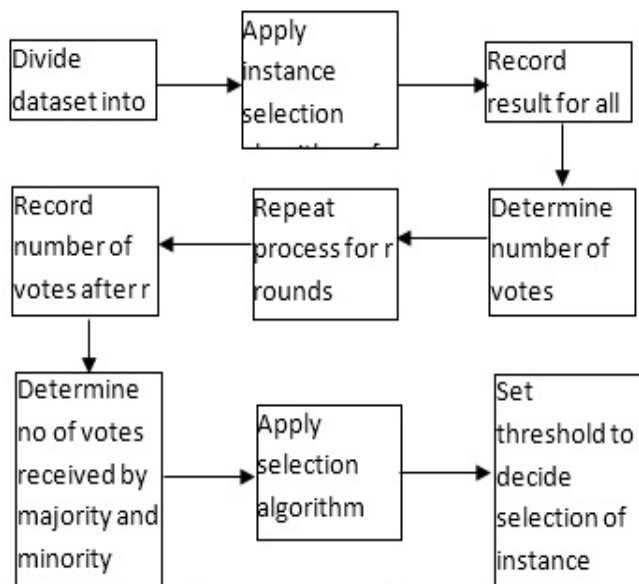 Divide
dataset into
Apply
instance
selection
Record
result for all
Determine
number of
votes
Repeat
process for r
rounds
Record
number of
votes after r
Determine
no of votes
received by
majority and
minority
Apply
selection
algorithm
Set
threshold to
decide
selection of
instance